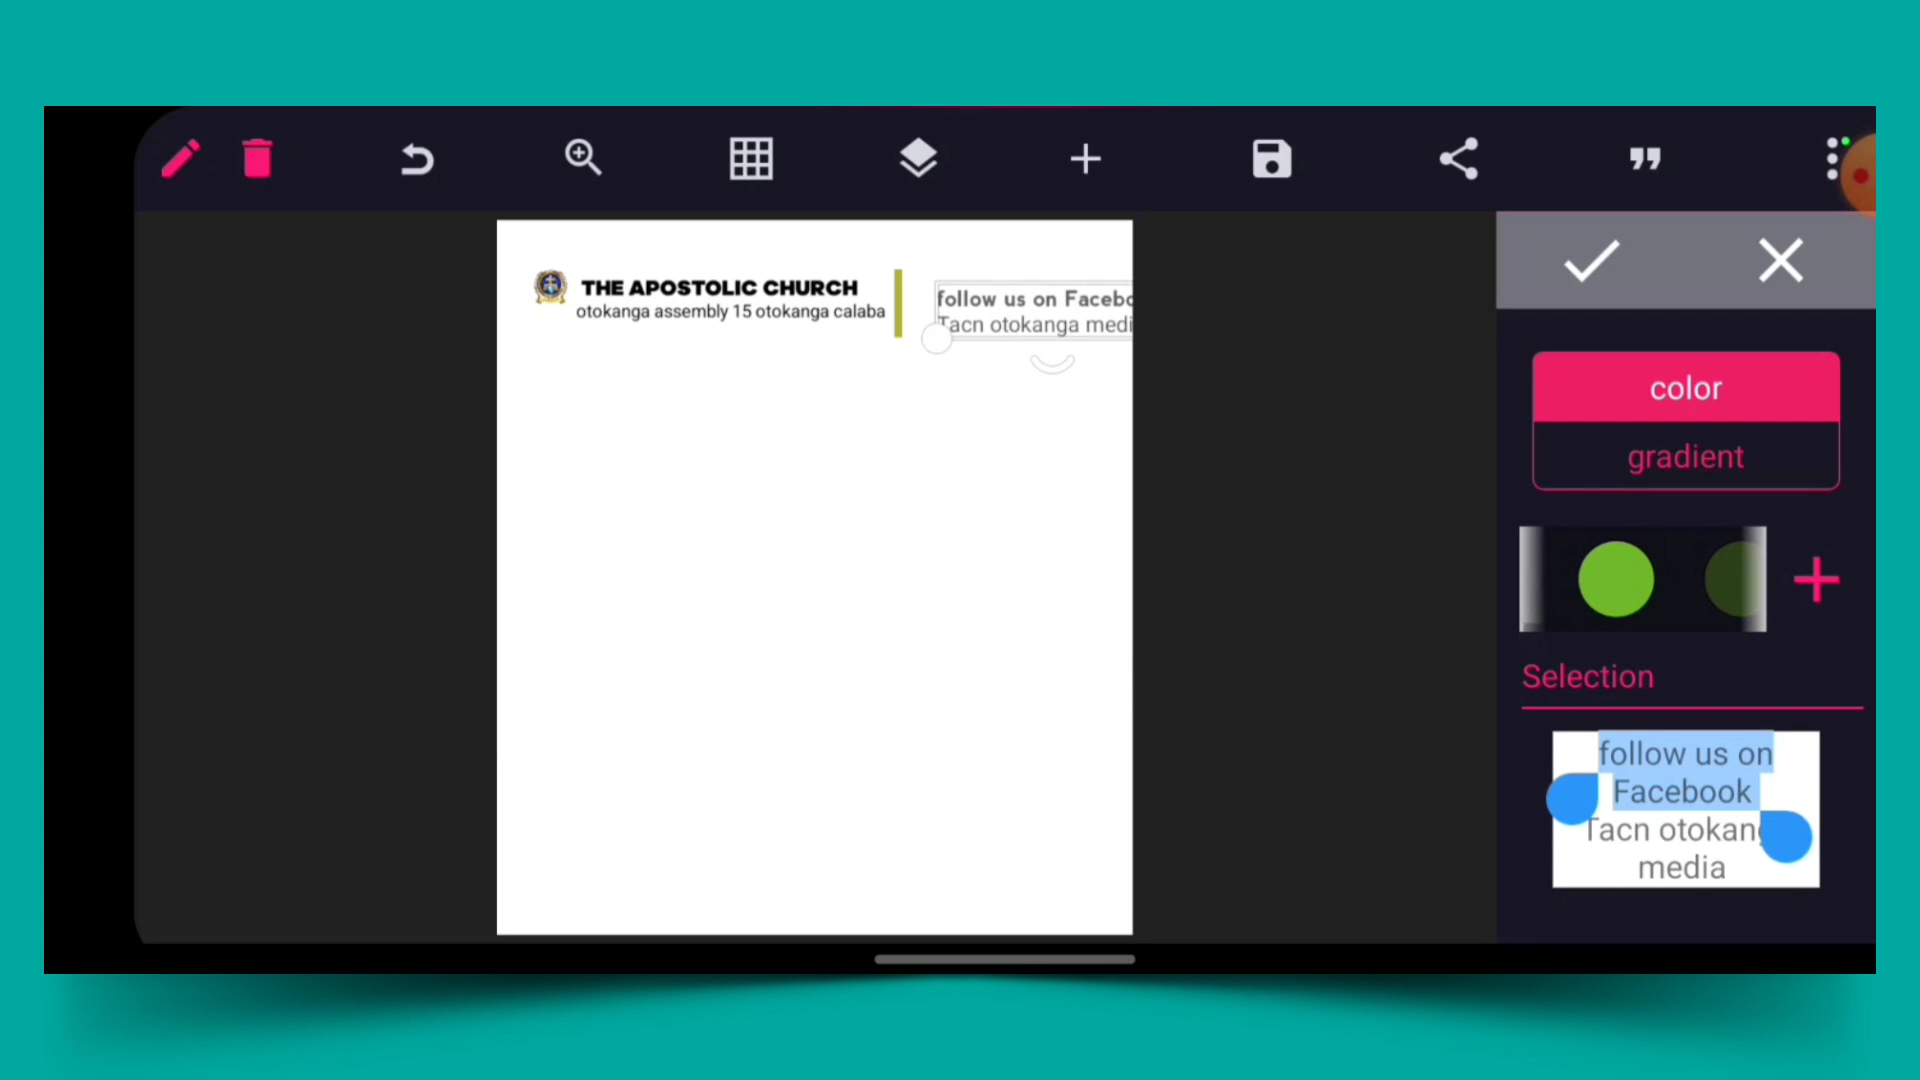 THE APOSTOLIC CHURCH
otokanga assembly 15 otokanga calaba
follow us on Facebo
Tacn otokanga medi
color
gradient
Selection
follow us on
Facebook
Tacn otokang
media